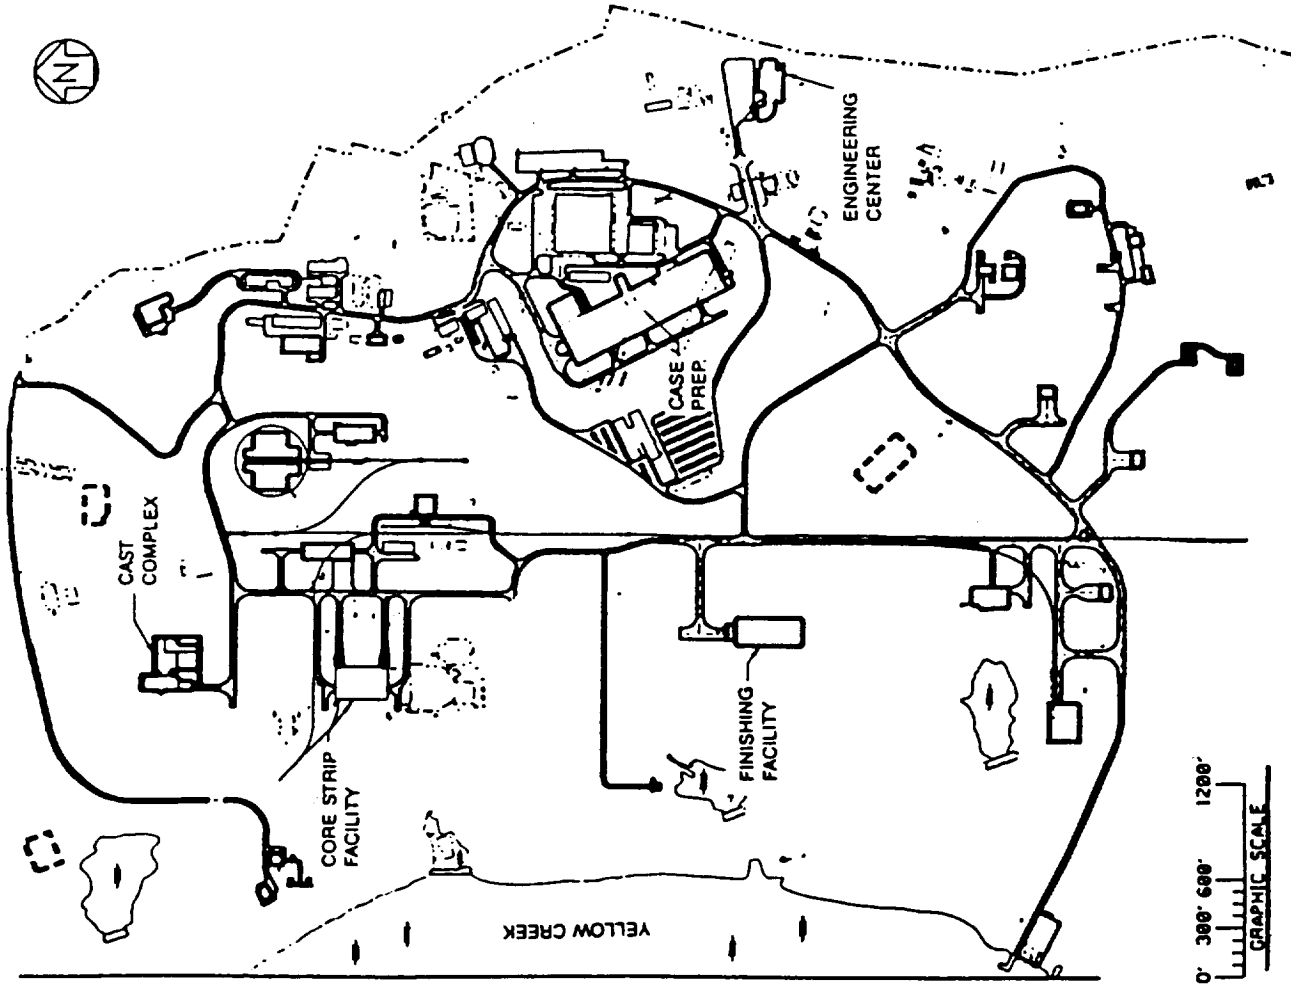 N
ENGINEERING
CENTER
CASE
PREP.
CAST
COMPLEX
CORE STRIP
FACILITY
FINISHING
FACILITY
YELLOW CREEK
0' 300' 600' 1200'
GRAPHIC SCALE